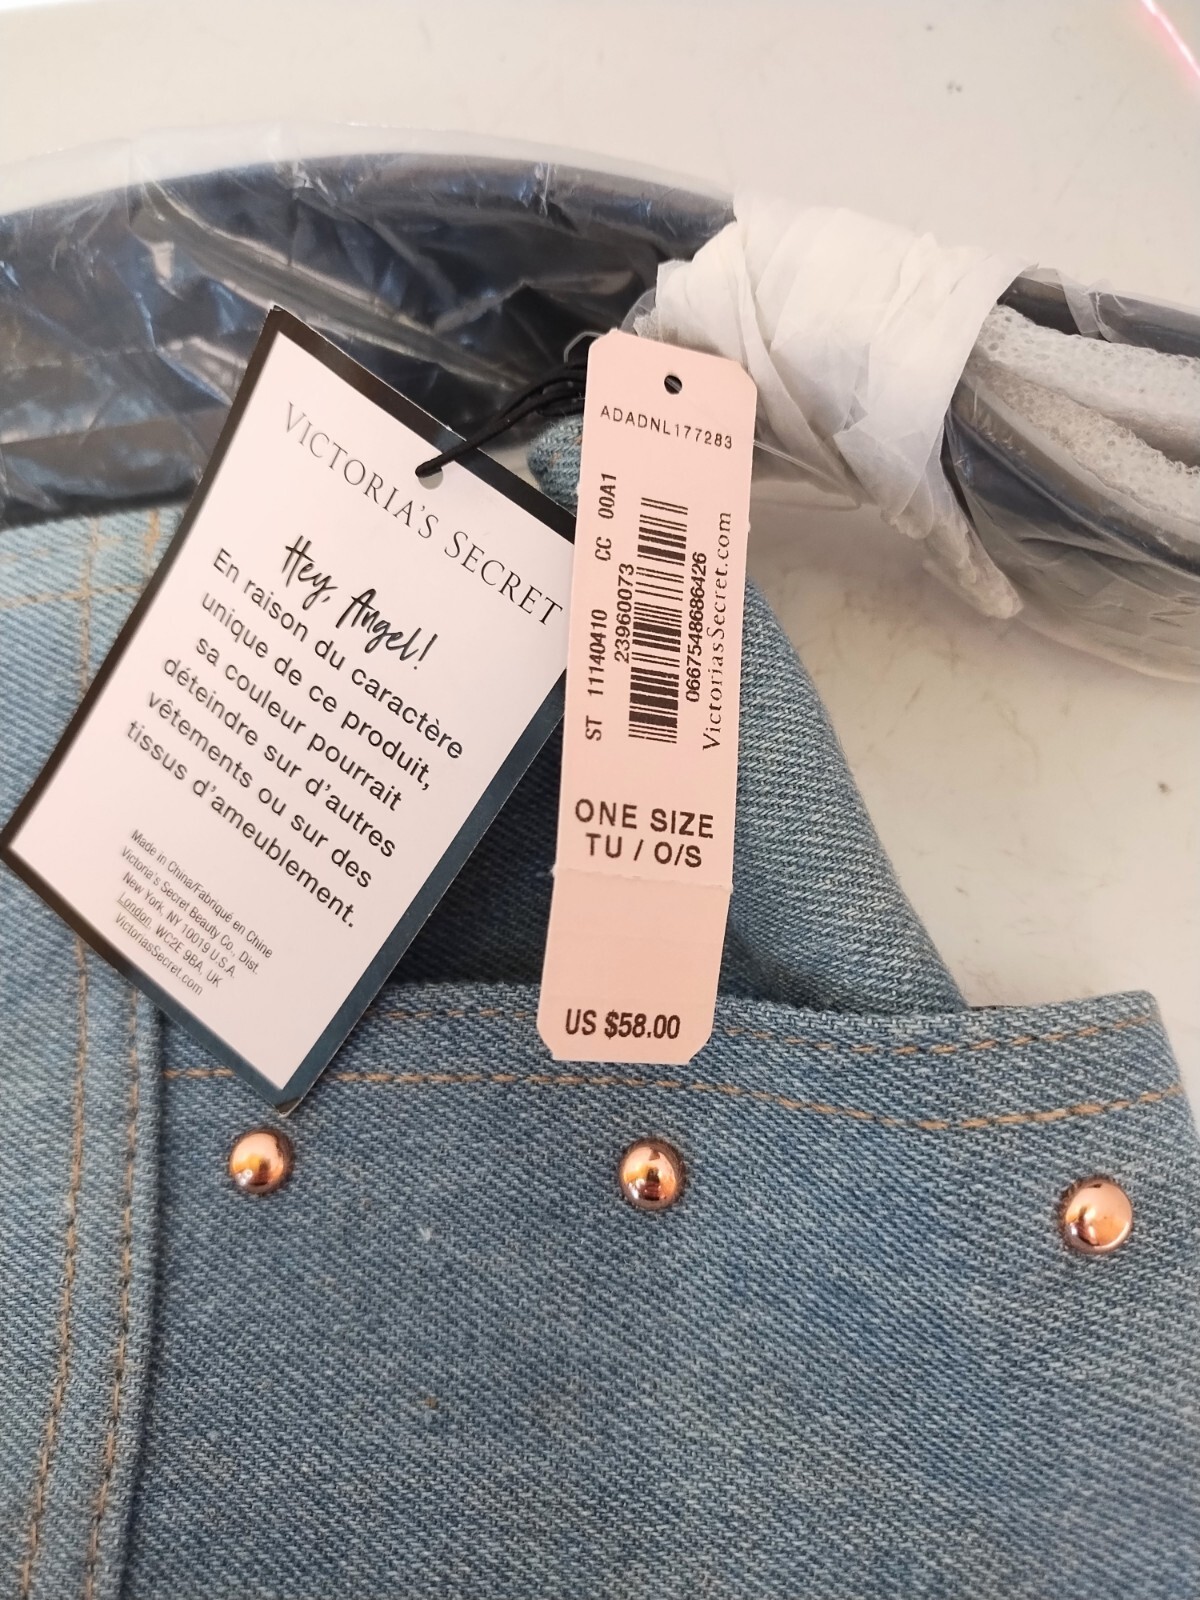 VICTORIA'S SECRET
Hey, Angel!
En raison du caractère
unique de ce produit,
sa couleur pourrait
déteindre sur d'autres
vêtements ou sur des
tissus d'ameublement.
Made in China/Fabriqué en Chine
Victoria's Secret Beauty Co., Dist.
New York, NY 10019 U.S.A.
London, WC2E 9BA, UK
VictoriasSecret.com
ADADNL177283
ST 11140410 CC 00A1
23960073
0667548686426
VictoriasSecret.com
ONE SIZE
TU / O/S
US $58.00